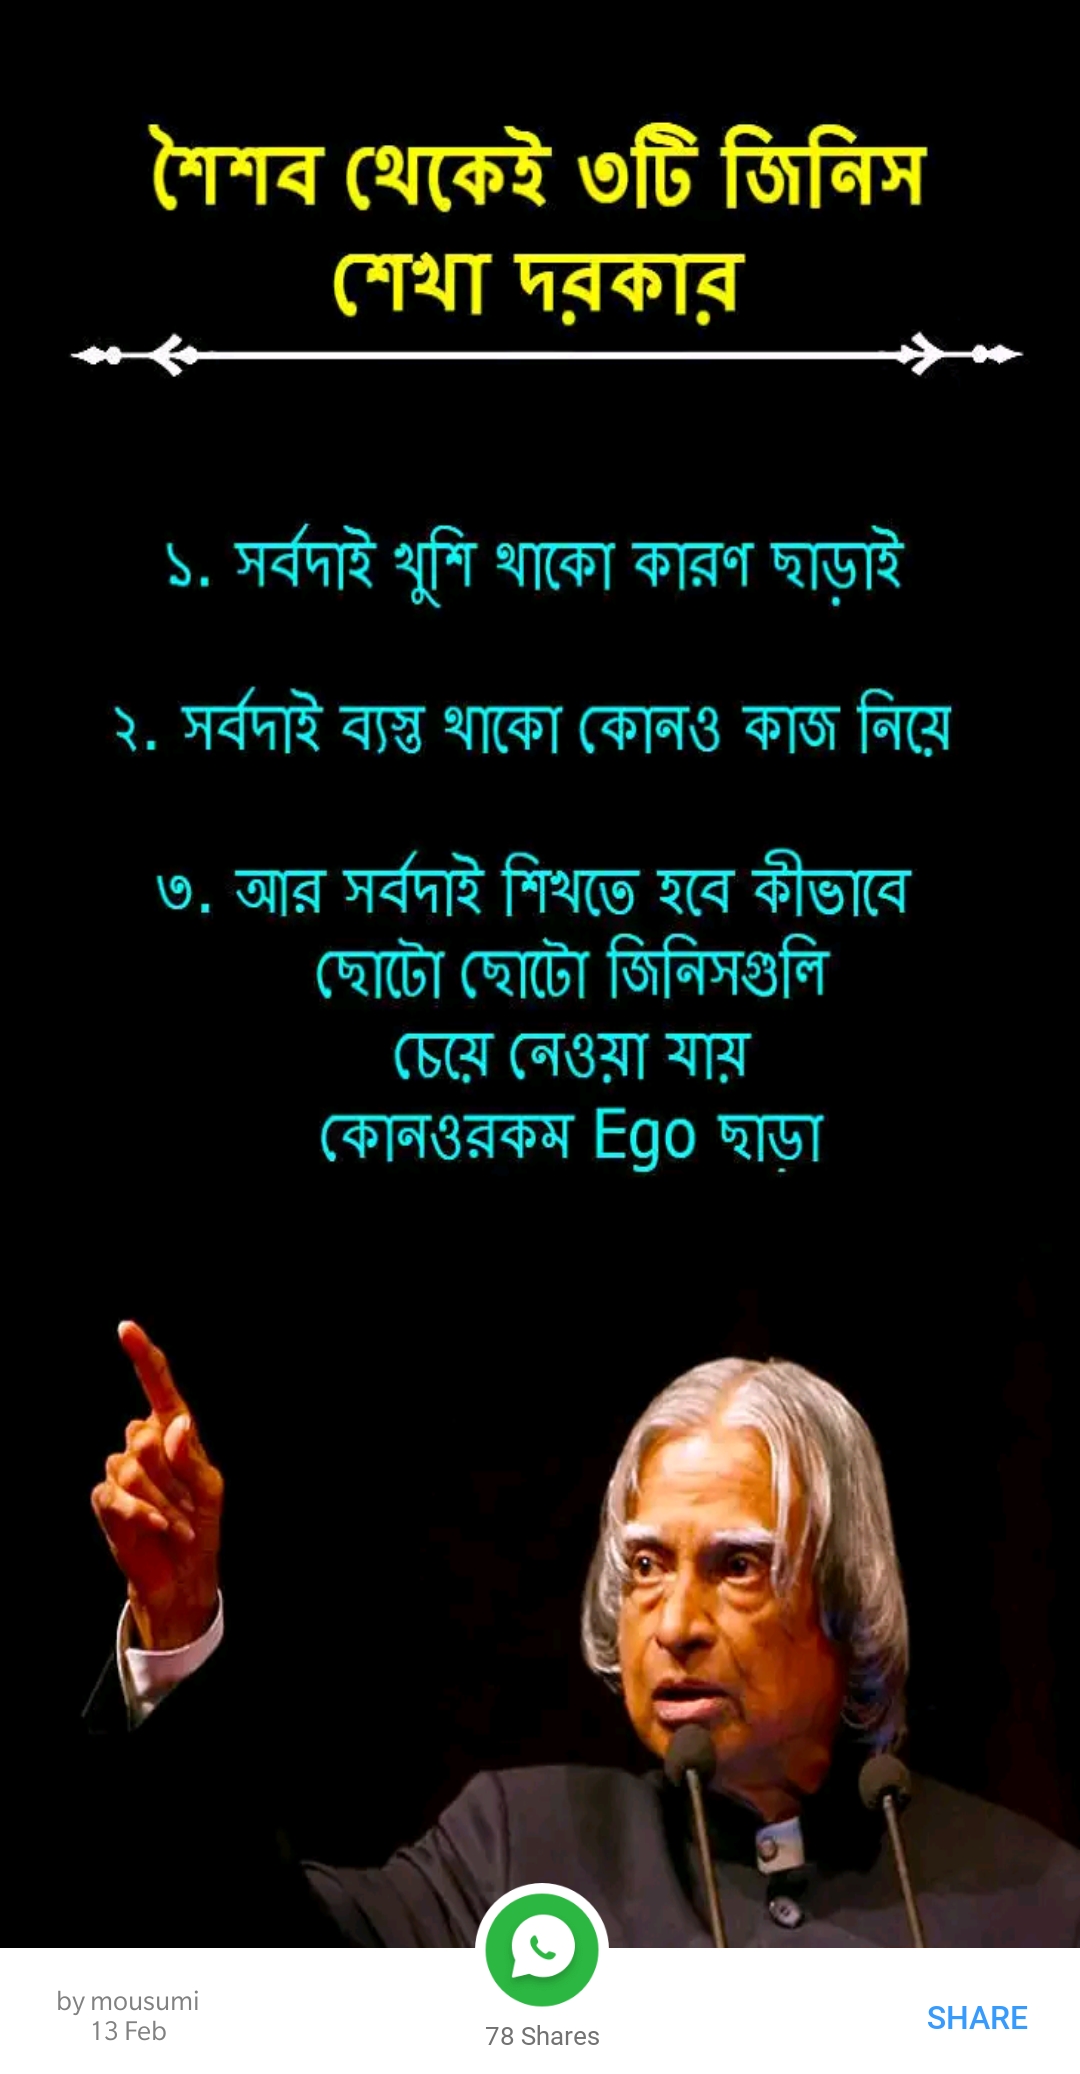 শৈশব থেকেই ৩টি জিনিস
শেখা দরকার
১. সর্বদাই খুশি থাকো কারণ ছাড়াই
২. সর্বদাই ব্যস্ত থাকো কোনও কাজ নিয়ে
৩. আর সর্বদাই শিখতে হবে কীভাবে
ছোটো ছোটো জিনিসগুলি
চেয়ে নেওয়া যায়
কোনওরকম Ego ছাড়া
by mousumi
13 Feb
78 Shares
SHARE